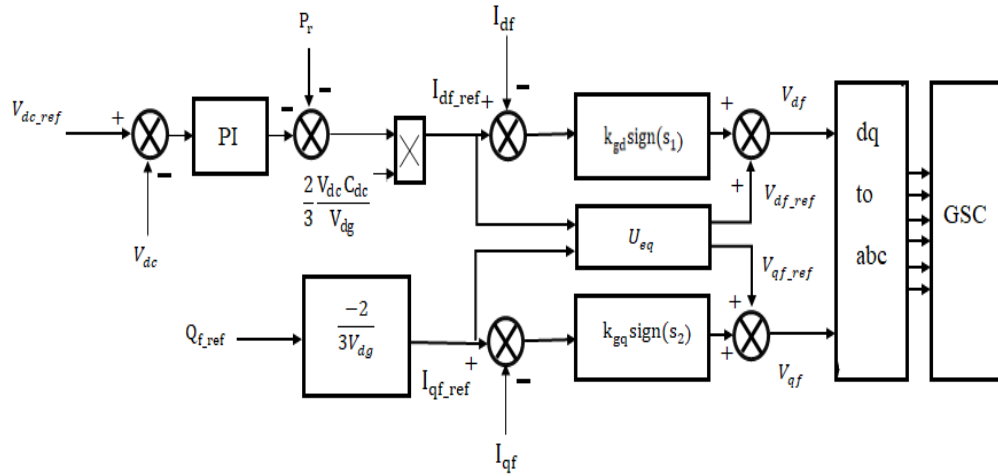 P_r
I_df
V_dc_ref
+
−
−
−
PI
I_df_ref
+
−
k_gd sign(s_1)
+
V_df
dq
to
abc
GSC
2/3 V_dc C_dc/V_dg
+
V_df_ref
−
V_dc
U_eq
V_qf_ref
Q_f_ref
−2/3V_dg
+
k_gq sign(s_2)
+
I_qf_ref
+
−
V_qf
I_qf